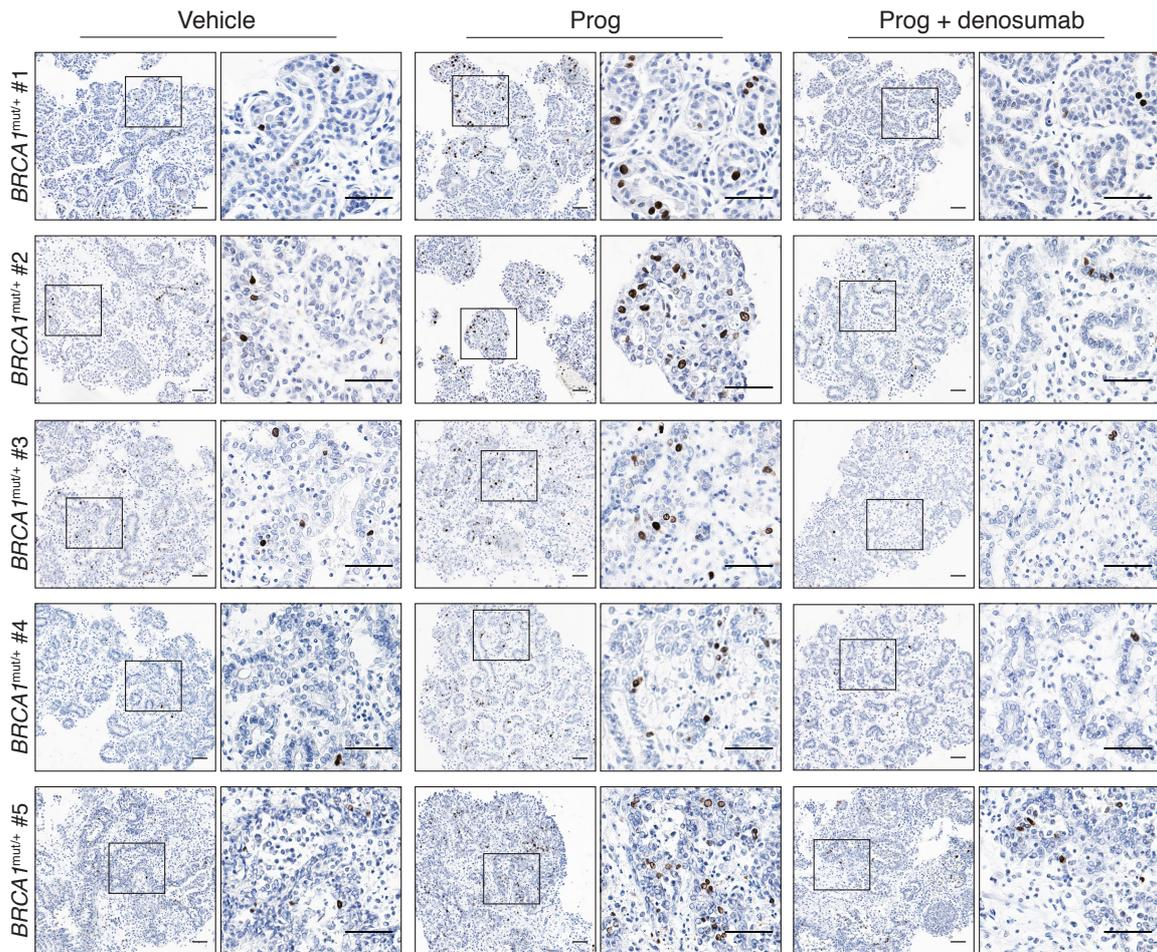 Vehicle
Prog
Prog + denosumab
BRCA1mut/+ #1
BRCA1mut/+ #2
BRCA1mut/+ #3
BRCA1mut/+ #4
BRCA1mut/+ #5